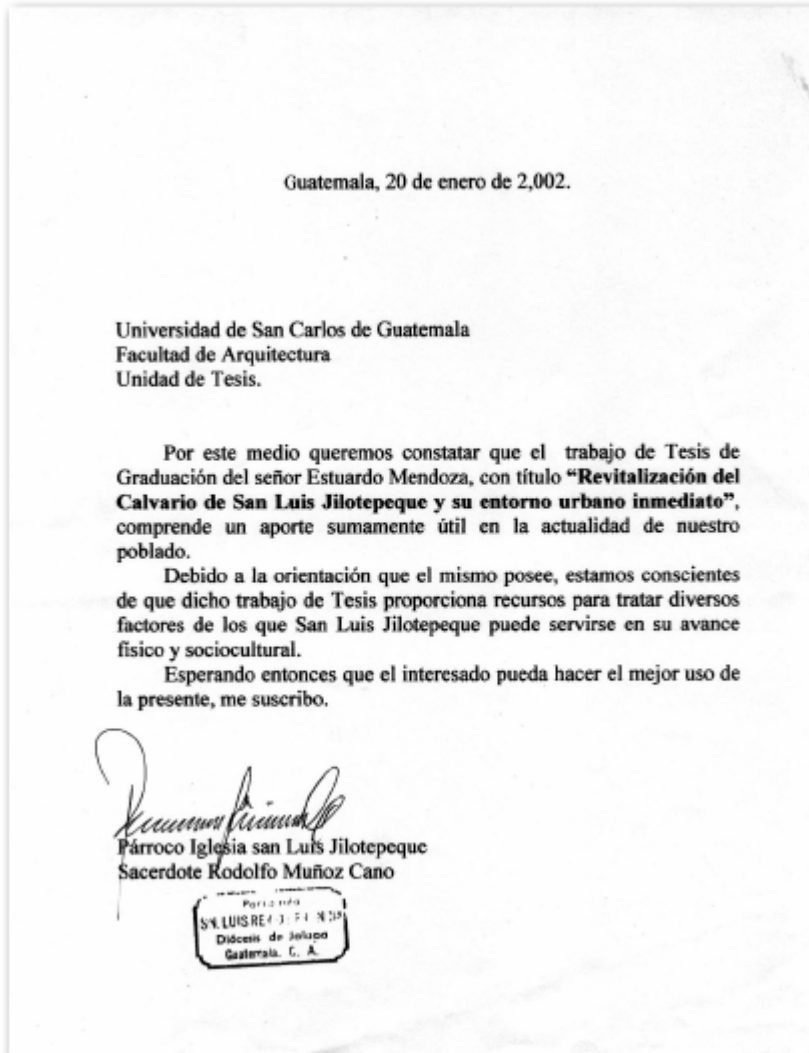 Guatemala, 20 de enero de 2,002.
Universidad de San Carlos de Guatemala
Facultad de Arquitectura
Unidad de Tesis.
Por este medio queremos constatar que el trabajo de Tesis de
Graduación del señor Estuardo Mendoza, con título “Revitalización del
Calvario de San Luis Jilotepeque y su entorno urbano inmediato”,
comprende un aporte sumamente útil en la actualidad de nuestro
poblado.
Debido a la orientación que el mismo posee, estamos conscientes
de que dicho trabajo de Tesis proporciona recursos para tratar diversos
factores de los que San Luis Jilotepeque puede servirse en su avance
físico y sociocultural.
Esperando entonces que el interesado pueda hacer el mejor uso de
la presente, me suscribo.
Párroco Iglesia san Luis Jilotepeque
Sacerdote Rodolfo Muñoz Cano
LUIS
Diócesis de Jalapa
Guatemala, C. A.